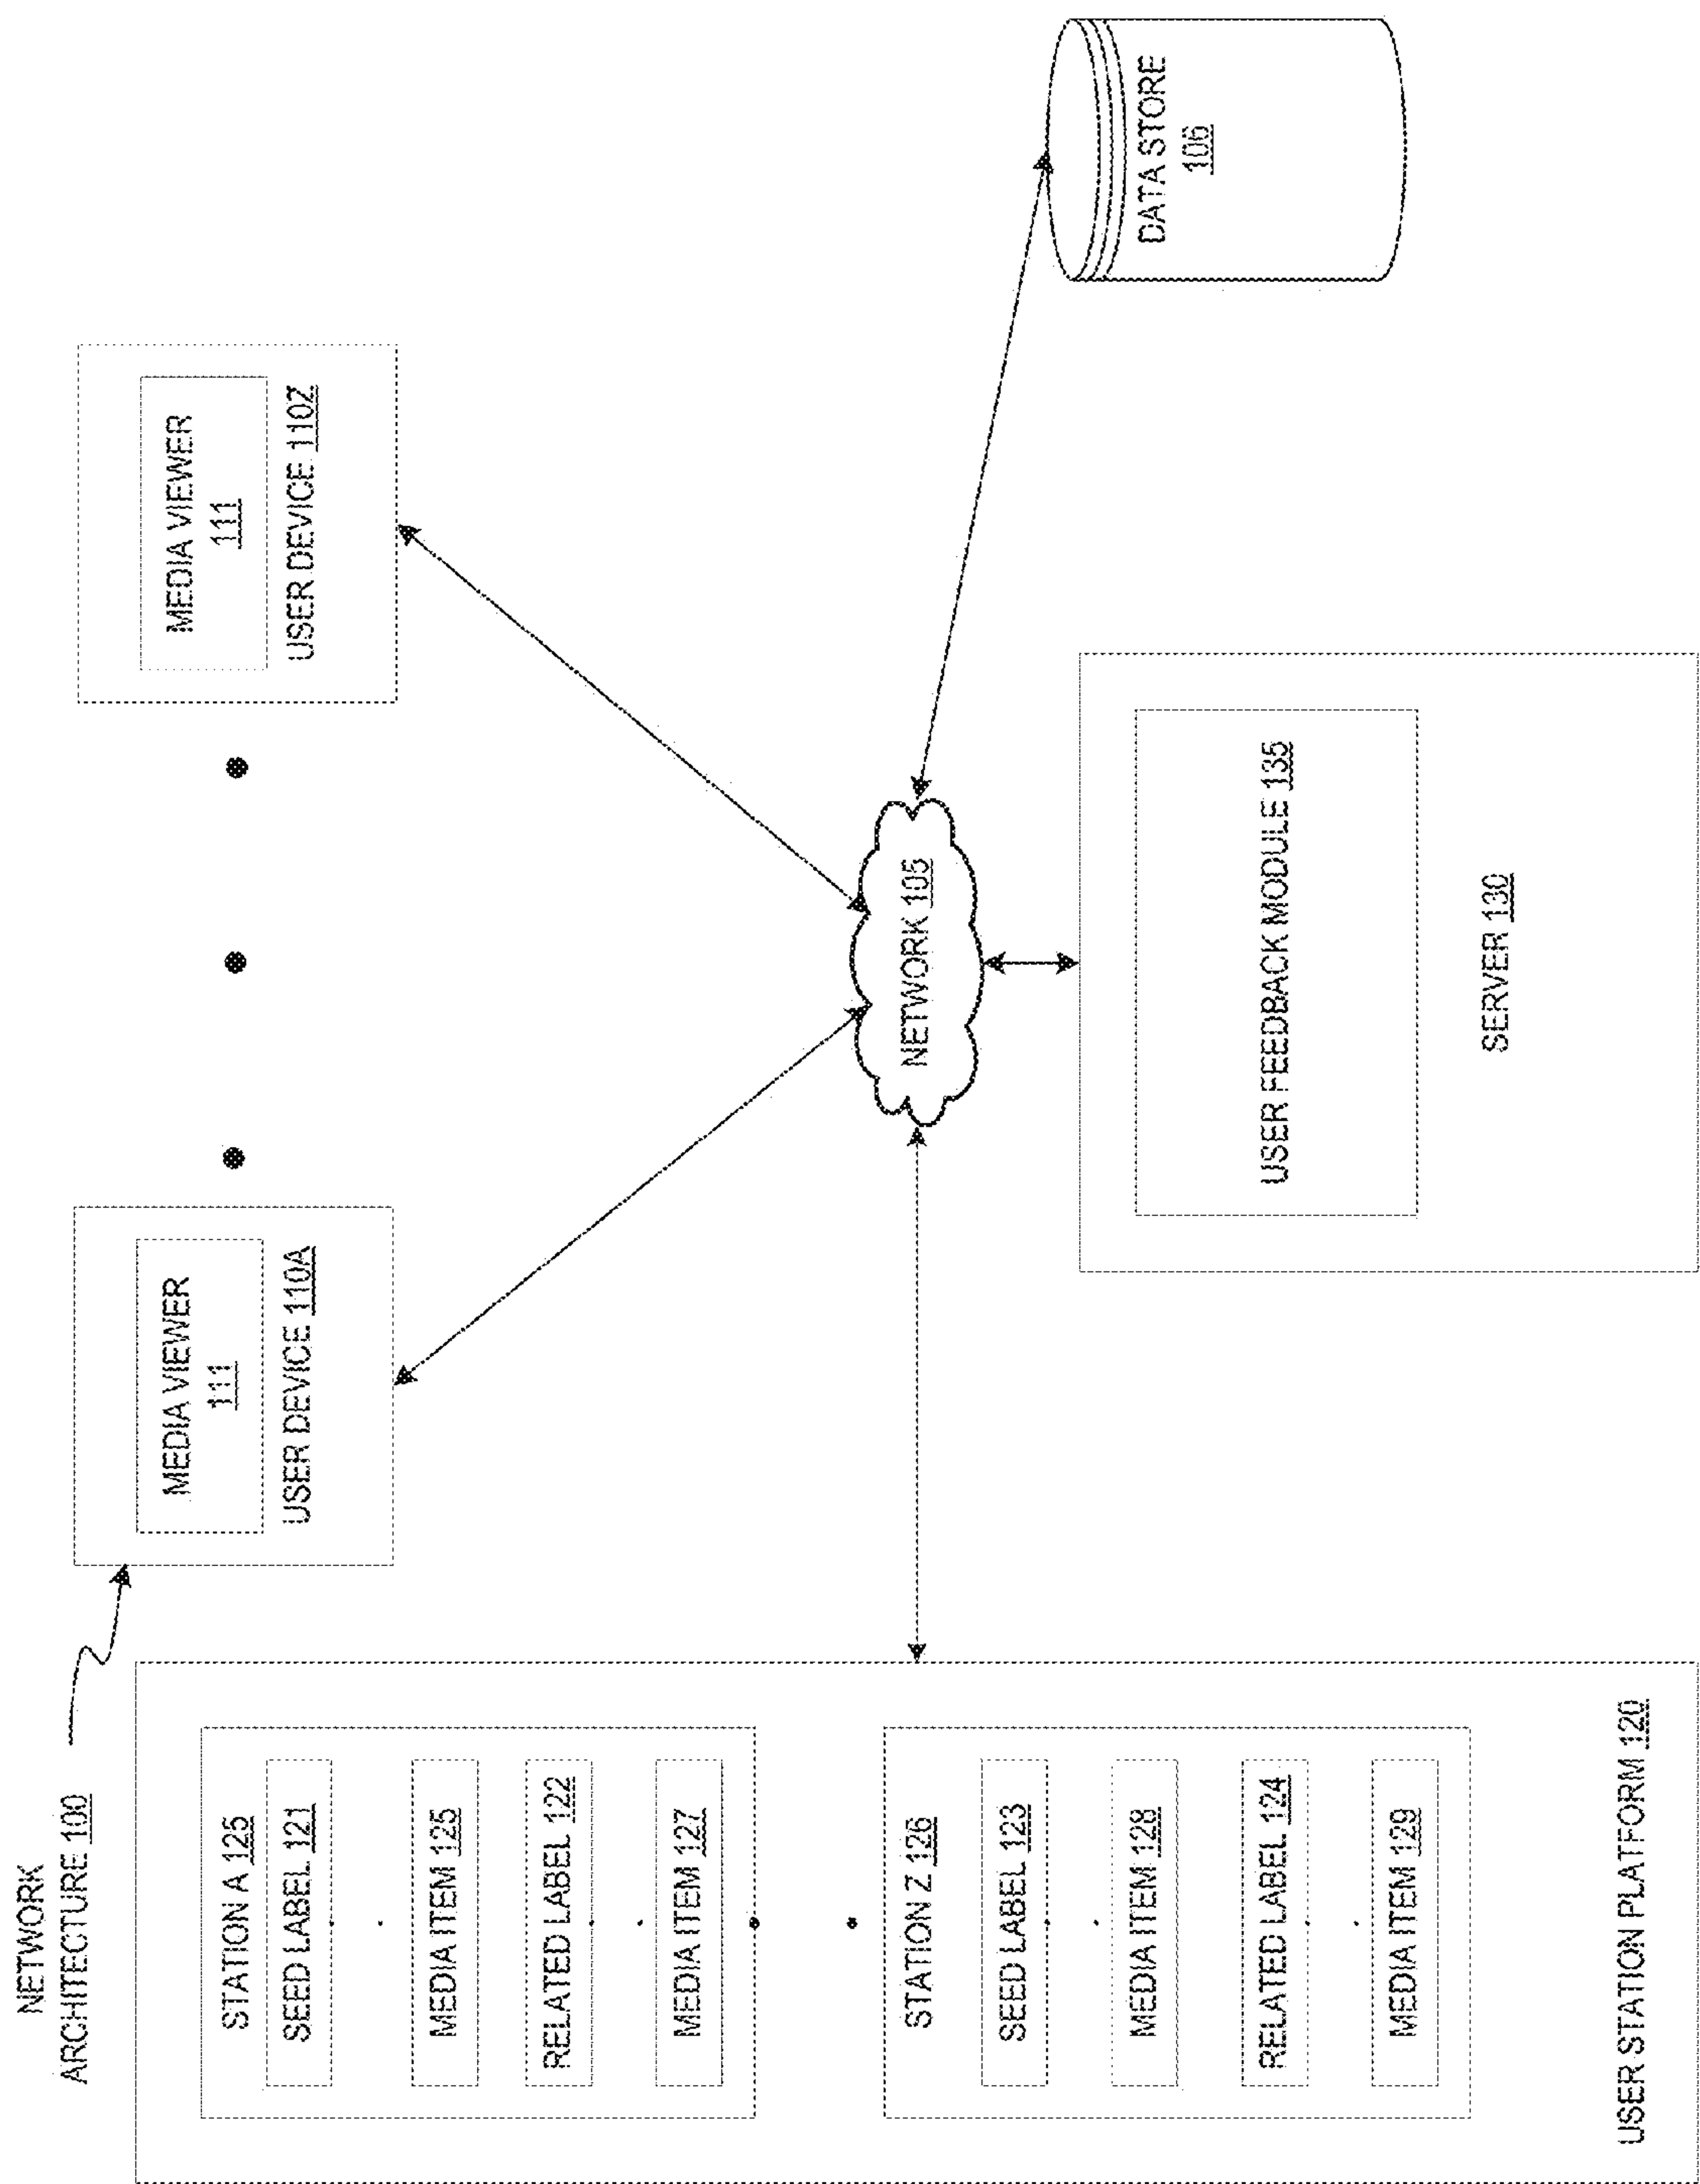 NETWORK
ARCHITECTURE 100
STATION A 125
SEED LABEL 121
MEDIA ITEM 125
RELATED LABEL 122
MEDIA ITEM 127
STATION Z 126
SEED LABEL 123
MEDIA ITEM 128
RELATED LABEL 124
MEDIA ITEM 129
USER STATION PLATFORM 120
MEDIA VIEWER
111
USER DEVICE 110A
MEDIA VIEWER
111
USER DEVICE 110Z
NETWORK 105
USER FEEDBACK MODULE 135
SERVER 130
DATA STORE
106